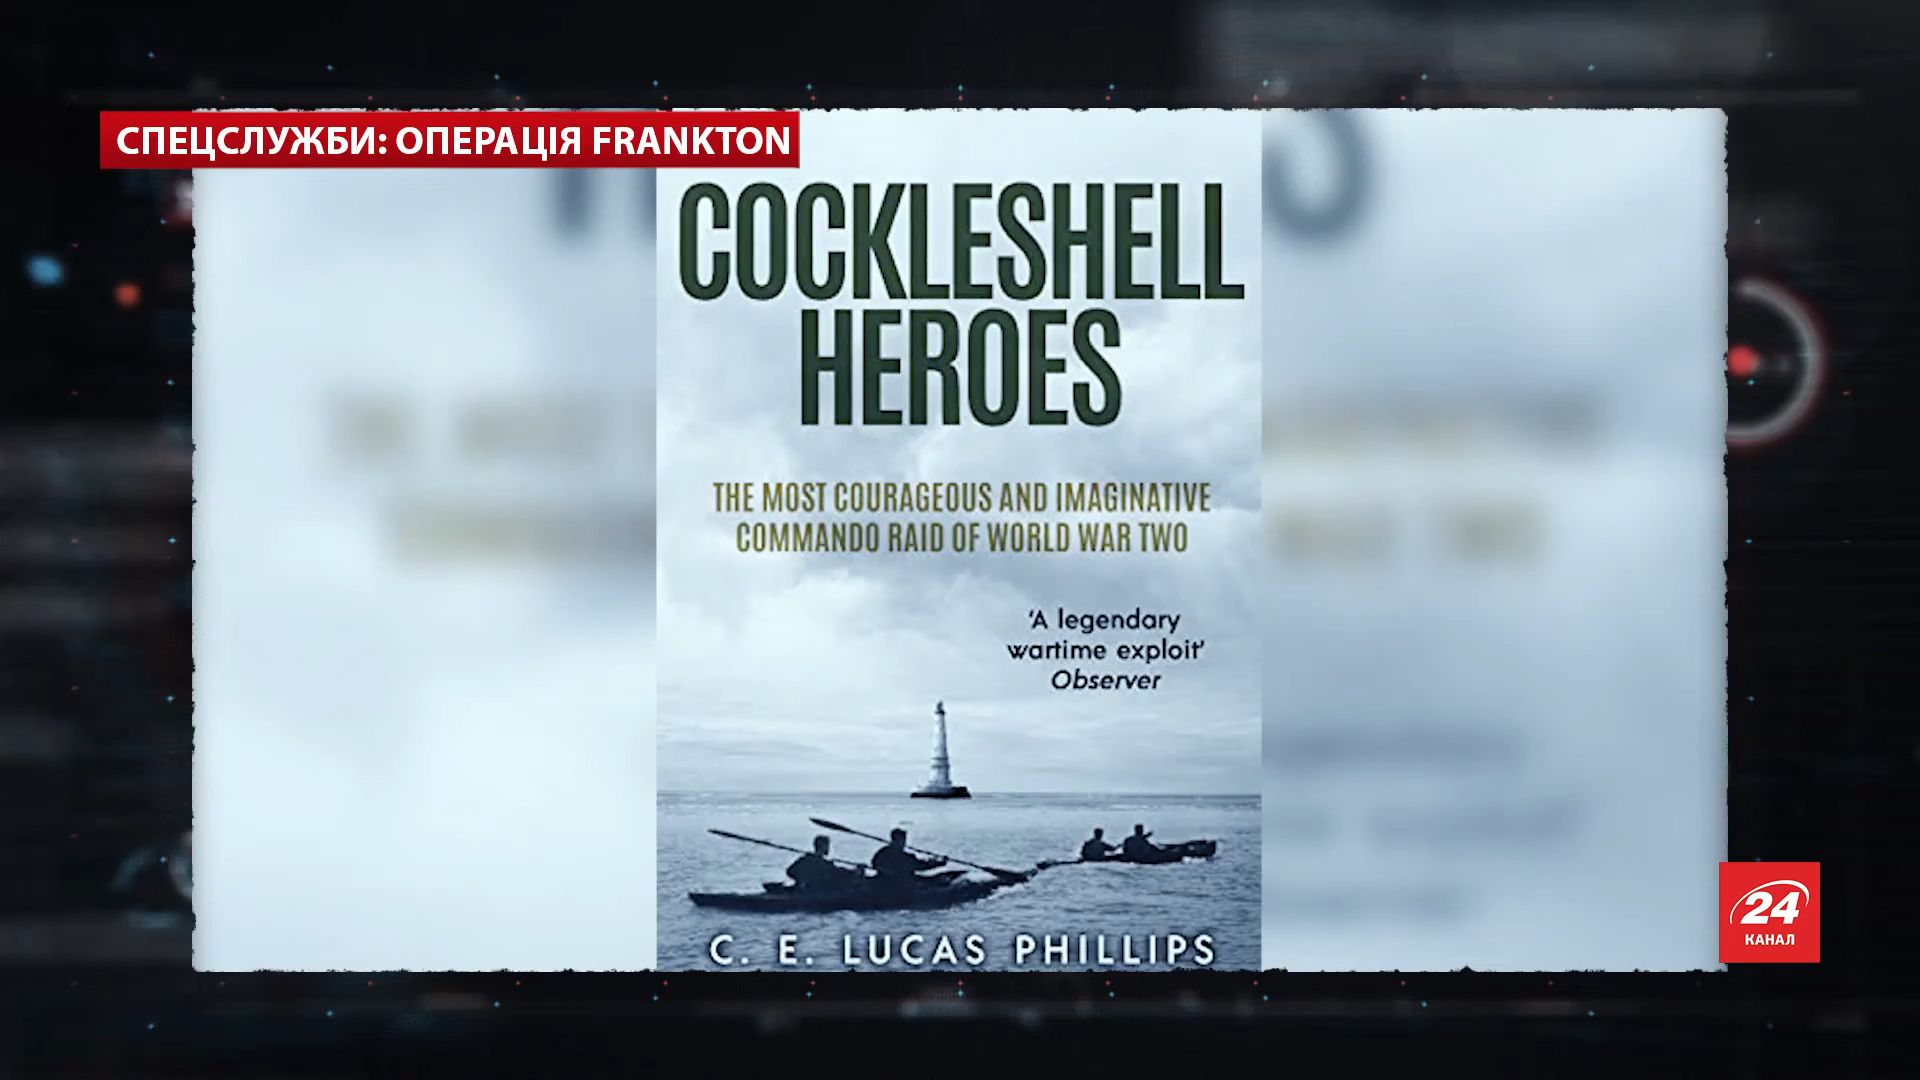 СПЕЦСЛУЖБИ: ОПЕРАЦІЯ FRANKTON
COCKLESHELL
HEROES
THE MOST COURAGEOUS AND IMAGINATIVE
COMMANDO RAID OF WORLD WAR TWO
‘A legendary
wartime exploit’
Observer
C. E. LUCAS PHILLIPS
24
КАНАЛ